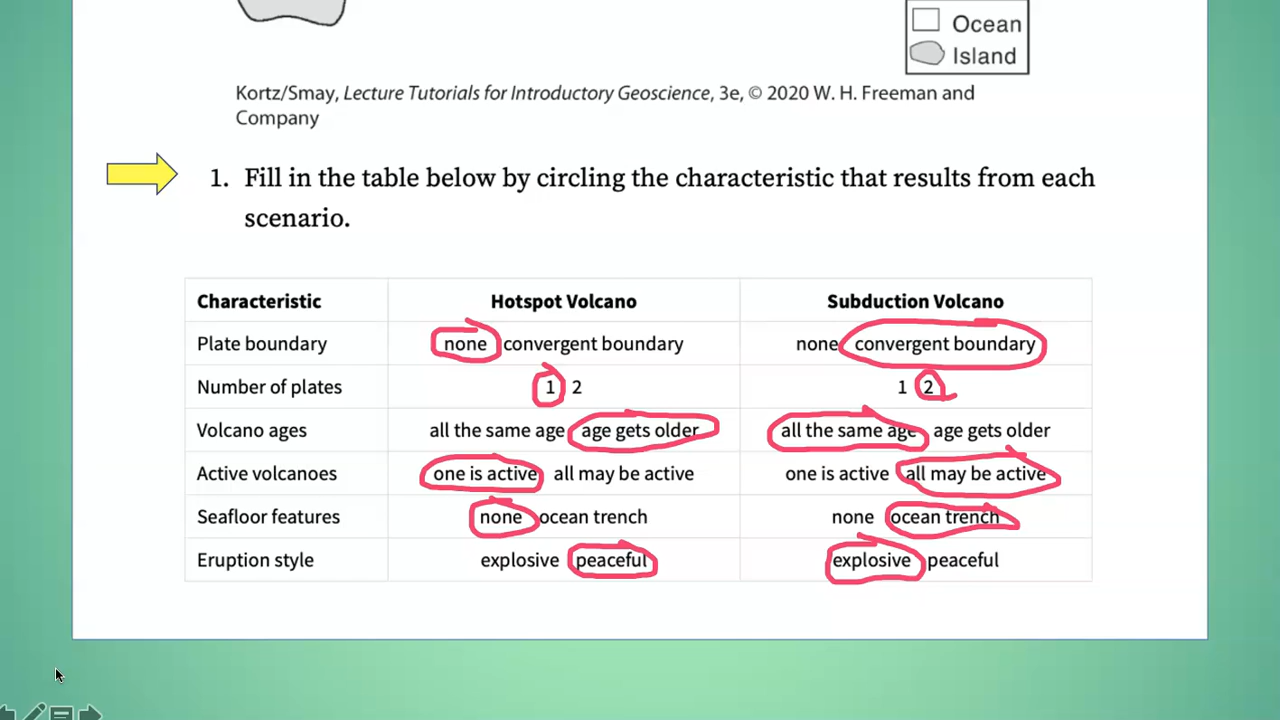 Ocean
Island
Kortz/Smay, Lecture Tutorials for Introductory Geoscience, 3e, © 2020 W. H. Freeman and
Company
1. Fill in the table below by circling the characteristic that results from each
scenario.
Characteristic Hotspot Volcano Subduction Volcano
Plate boundary none convergent boundary none convergent boundary
Number of plates 1 2 1 2
Volcano ages all the same age age gets older all the same age age gets older
Active volcanoes one is active all may be active one is active all may be active
Seafloor features none ocean trench none ocean trench
Eruption style explosive peaceful explosive peaceful